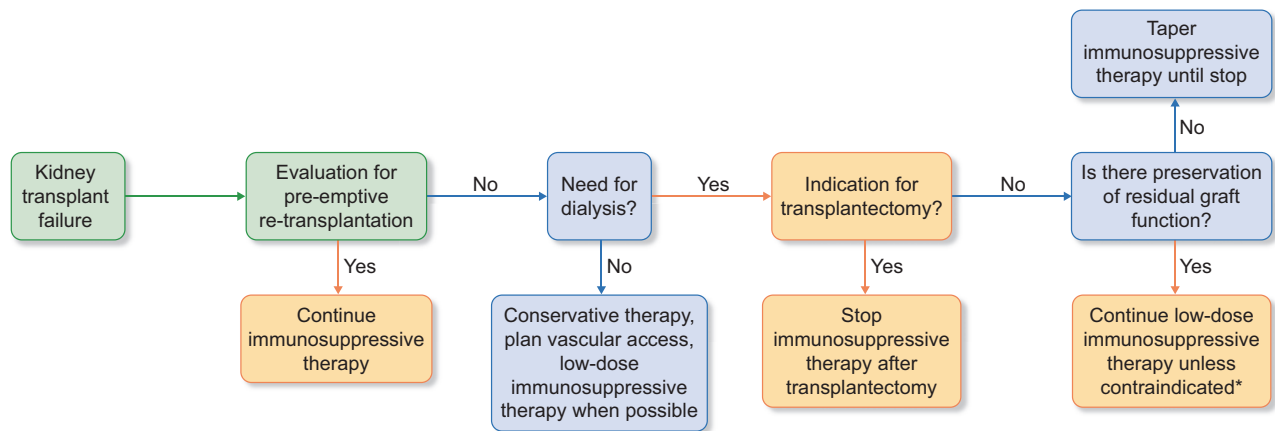 Taper
immunosuppressive
therapy until stop
No
Kidney
transplant
failure
Evaluation for
pre-emptive
re-transplantation
No
Need for
dialysis?
Yes
Indication for
transplantectomy?
No
Is there preservation
of residual graft
function?
Yes
Continue
immunosuppressive
therapy
No
Conservative therapy,
plan vascular access,
low-dose
immunosuppressive
therapy when possible
Yes
Stop
immunosuppressive
therapy after
transplantectomy
Yes
Continue low-dose
immunosuppressive
therapy unless
contraindicated*